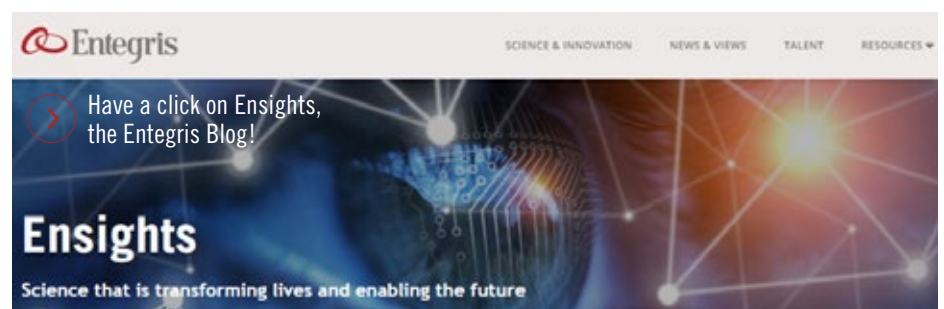 Entegris
SCIENCE & INNOVATION NEWS & VIEWS TALENT RESOURCES
Have a click on Ensights,
the Entegris Blog!
Ensights
Science that is transforming lives and enabling the future